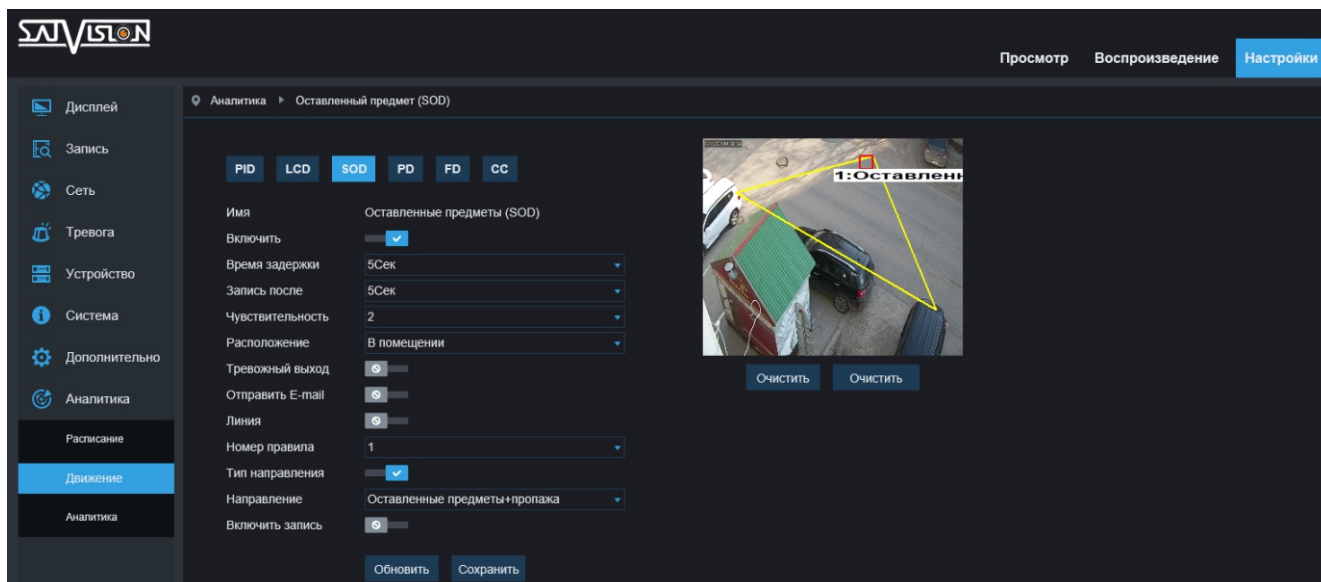 SATVISION
Просмотр Воспроизведение Настройки
Дисплей
Запись
Сеть
Тревога
Устройство
Система
Дополнительно
Аналитика
Расписание
Движение
Аналитика
Аналитика Оставленный предмет (SOD)
PID LCD SOD PD FD CC
Имя Оставленные предметы (SOD)
Включить
Время задержки 5Сек
Запись после 5Сек
Чувствительность 2
Расположение В помещении
Тревожный выход
Отправить E-mail
Линия
Номер правила 1
Тип направления
Направление Оставленные предметы+пропажа
Включить запись
Обновить Сохранить
1:Оставленн
Очистить Очистить